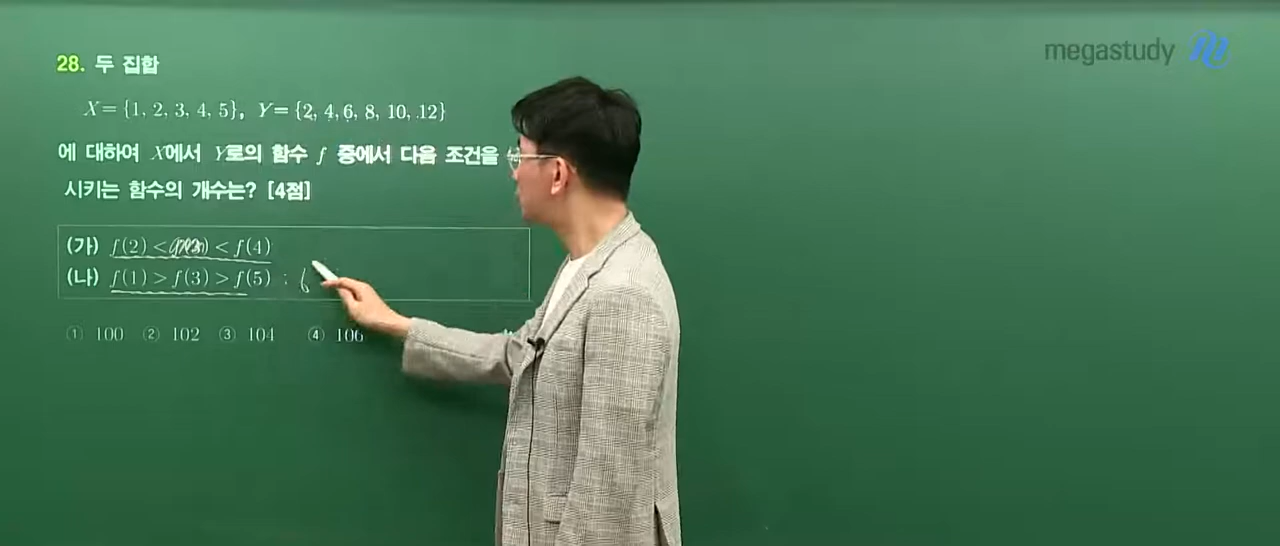 megastudy
28. 두 집합
X = {1, 2, 3, 4, 5}, Y = {2, 4, 6, 8, 10, 12}
에 대하여 X에서 Y로의 함수 f 중에서 다음 조건을
시키는 함수의 개수는? [4점]
(가) f(2) < < f(4)
(나) f(1) > f(3) > f(5) :
① 100 ② 102 ③ 104 ④ 106